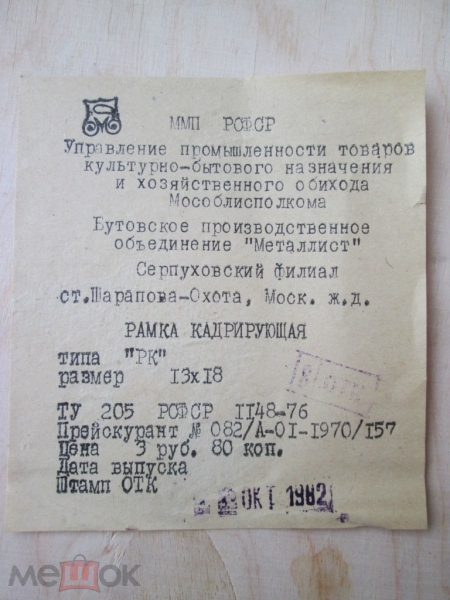 ММП РСФСР
Управление промышленности товаров
культурно-бытового назначения
и хозяйственного обихода
Мособлисполкома
Бутовское производственное
объединение "Металлист"
Серпуховский филиал
ст.Шарапова-Охота, Моск. ж.д.
РАМКА КАДРИРУЮЩАЯ
типа "РК"
размер 13х18
ТУ 205 РСФСР 1148-76
Прейскурант № 082/А-01-1970/157
Цена 3 руб. 80 коп.
Дата выпуска
Штамп ОТК
ОКТ 1982
мешок